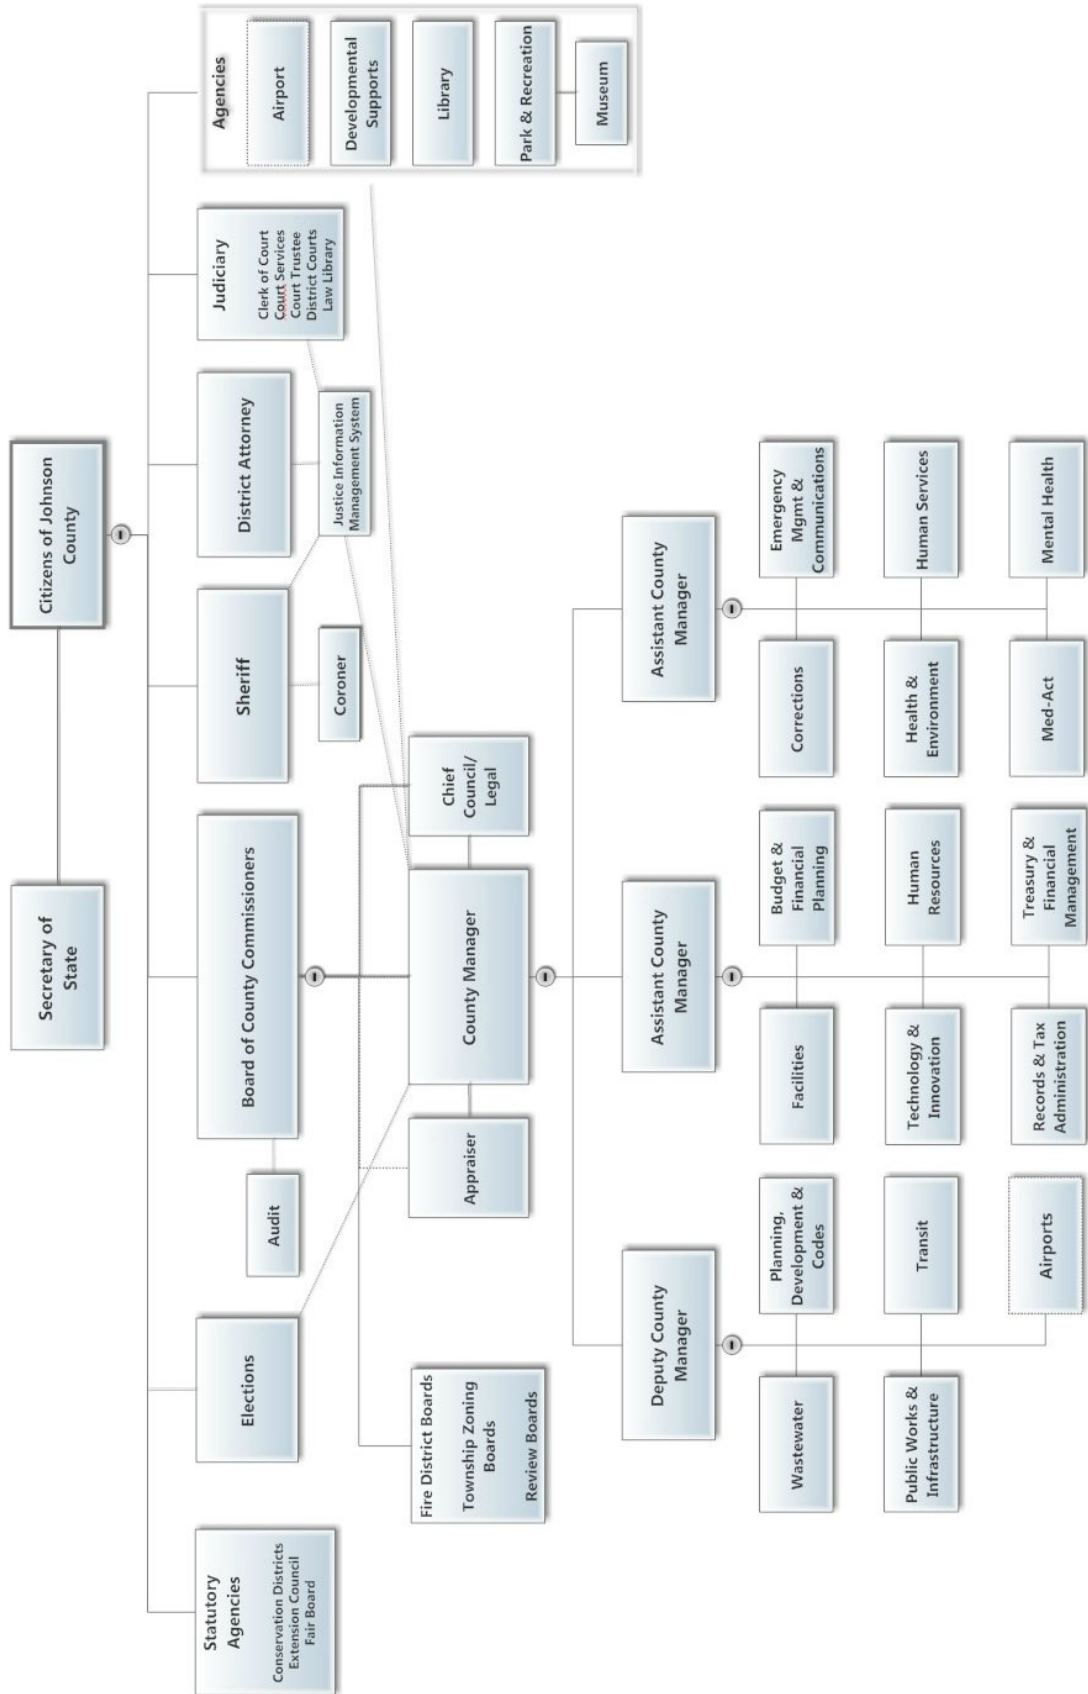 Secretary of
State
Citizens of Johnson
County
Statutory
Agencies
Conservation Districts
Extension Council
Fair Board
Elections
Audit
Board of County Commissioners
Sheriff
Coroner
District Attorney
Justice Information
Management System
Judiciary
Clerk of Court
Court Services
Court Trustee
District Courts
Law Library
Agencies
Airport
Developmental
Supports
Library
Park & Recreation
Museum
Fire District Boards
Township Zoning
Boards
Review Boards
Appraiser
County Manager
Chief
Council/
Legal
Deputy County
Manager
Assistant County
Manager
Assistant County
Manager
Wastewater
Planning,
Development &
Codes
Public Works &
Infrastructure
Transit
Airports
Facilities
Budget &
Financial
Planning
Technology &
Innovation
Human
Resources
Records & Tax
Administration
Treasury &
Financial
Management
Corrections
Emergency
Mgmt &
Communications
Health &
Environment
Human Services
Med-Act
Mental Health